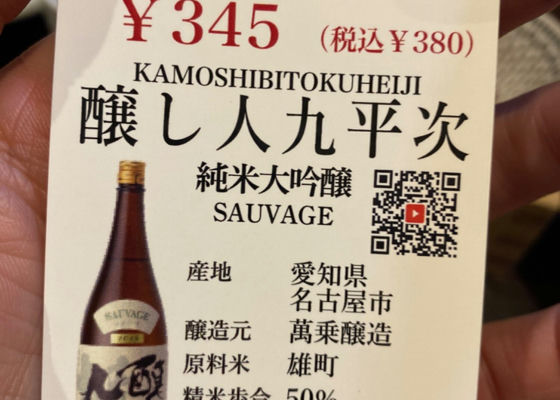 ¥345 (税込¥380)
KAMOSHIBITOKUHEIJI
醸し人九平次
純米大吟醸
SAUVAGE
産地 愛知県
名古屋市
醸造元 萬乗醸造
原料米 雄町
精米歩合 50%
SAUVAGE